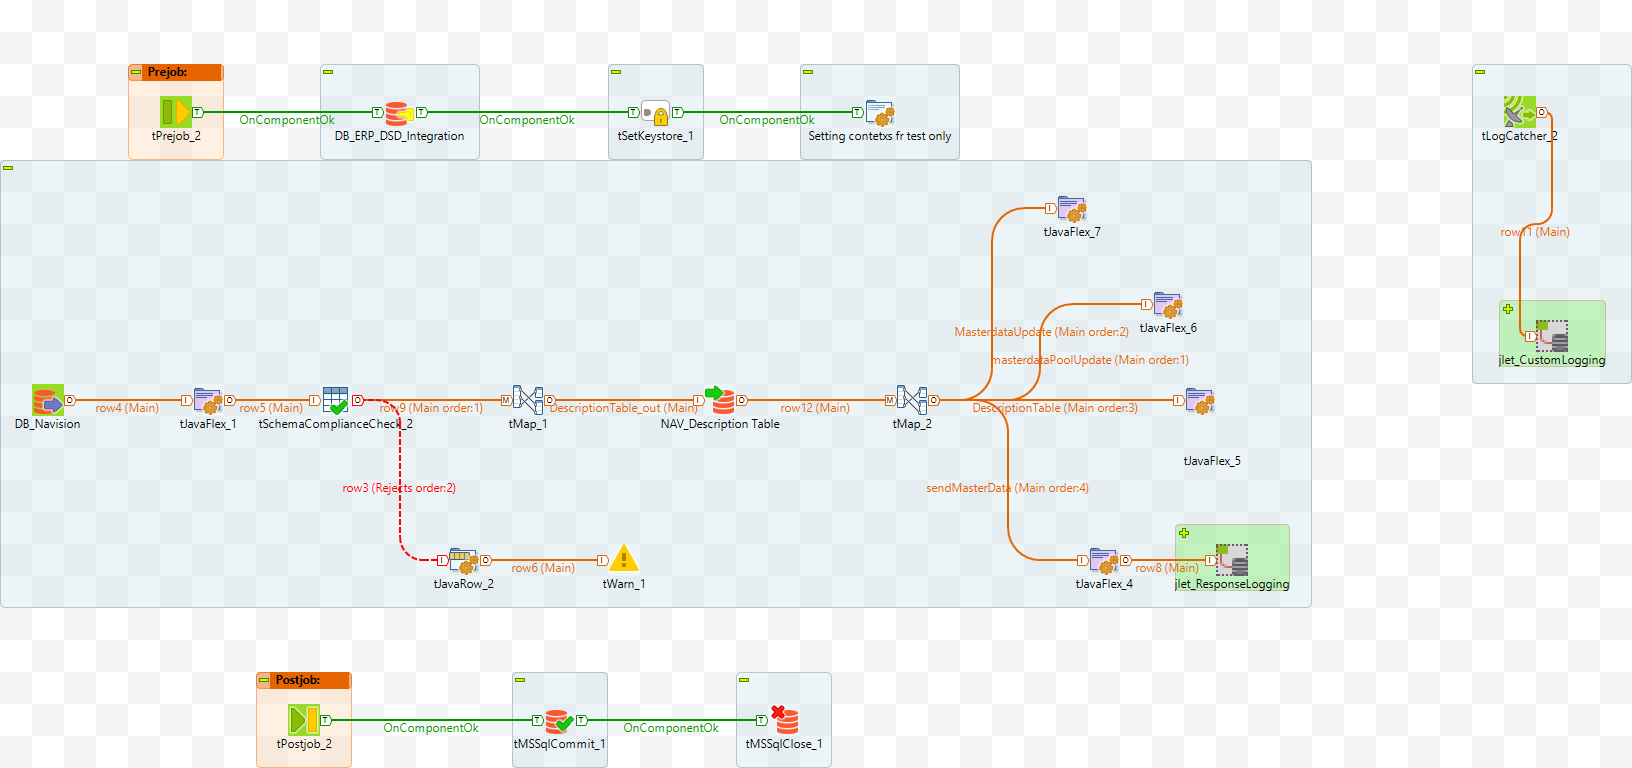 Prejob:
tPrejob_2
OnComponentOk
DB_ERP_DSD_Integration
OnComponentOk
tSetKeystore_1
OnComponentOk
Setting contetxs fr test only
tLogCatcher_2
row11 (Main)
jlet_CustomLogging
tJavaFlex_7
tJavaFlex_6
MasterdataUpdate (Main order:2)
masterdataPoolUpdate (Main order:1)
DB_Navision
row4 (Main)
tJavaFlex_1
row5 (Main)
tSchemaComplianceCheck_2
row9 (Main order:1)
tMap_1
DescriptionTable_out (Main)
NAV_Description Table
row12 (Main)
tMap_2
DescriptionTable (Main order:3)
tJavaFlex_5
row3 (Rejects order:2)
sendMasterData (Main order:4)
tJavaRow_2
row6 (Main)
tWarn_1
tJavaFlex_4
row8 (Main)
jlet_ResponseLogging
Postjob:
tPostjob_2
OnComponentOk
tMSSqlCommit_1
OnComponentOk
tMSSqlClose_1